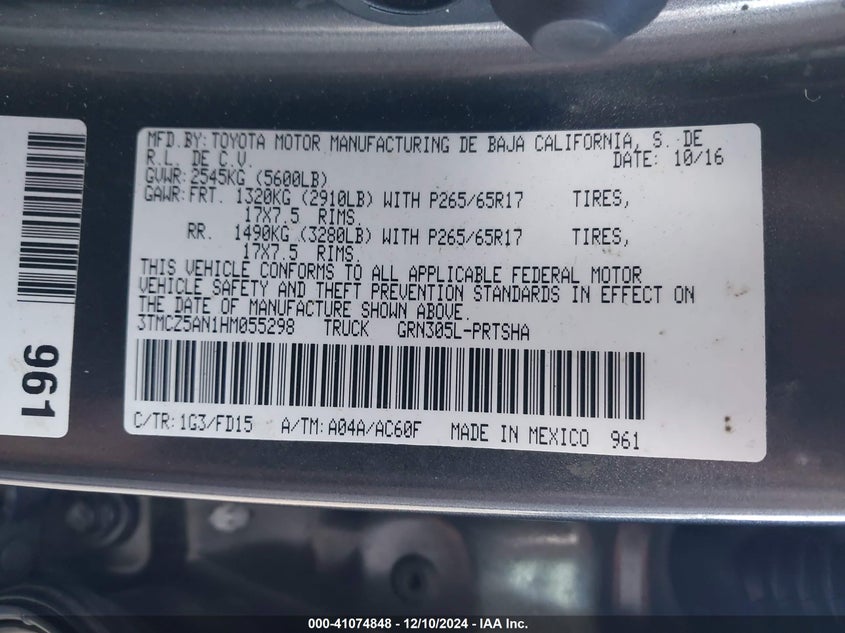 MFD.BY:TOYOTA MOTOR MANUFACTURING DE BAJA CALIFORNIA, S. DE
R.L. DE C.V. DATE: 10/16
GVWR:2545KG (5600LB)
GAWR:FRT. 1320KG (2910LB) WITH P265/65R17 TIRES,
17X7.5 RIMS.
RR. 1490KG (3280LB) WITH P265/65R17 TIRES,
17X7.5 RIMS.
THIS VEHICLE CONFORMS TO ALL APPLICABLE FEDERAL MOTOR
VEHICLE SAFETY AND THEFT PREVENTION STANDARDS IN EFFECT ON
THE DATE OF MANUFACTURE SHOWN ABOVE.
3TMCZ5AN1HM055298 TRUCK GRN305L-PRTSHA
C/TR:1G3/FD15 A/TM:A04A/AC60F MADE IN MEXICO 961
961
000-41074848 - 12/10/2024 - IAA Inc.